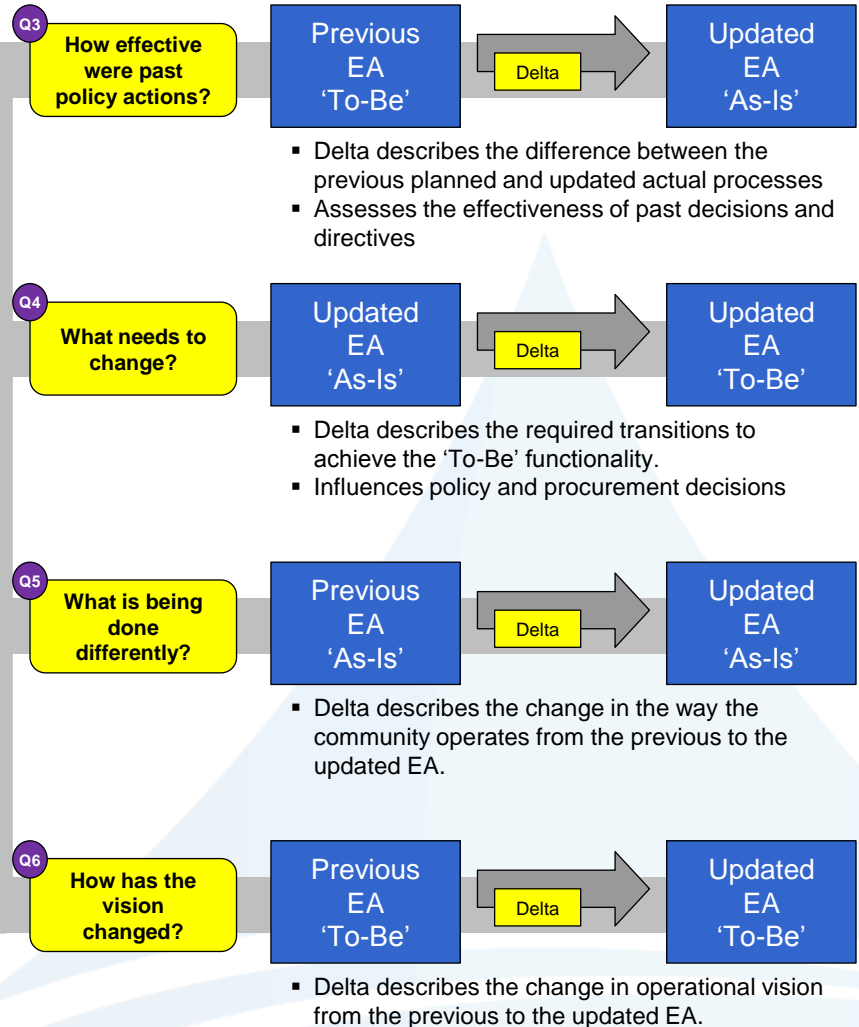 Q3
How effective
were past
policy actions?
Previous
EA
‘To-Be’
Delta
Updated
EA
‘As-Is’
▪ Delta describes the difference between the
previous planned and updated actual processes
▪ Assesses the effectiveness of past decisions and
directives
Q4
What needs to
change?
Updated
EA
‘As-Is’
Delta
Updated
EA
‘To-Be’
▪ Delta describes the required transitions to
achieve the ‘To-Be’ functionality.
▪ Influences policy and procurement decisions
Q5
What is being
done
differently?
Previous
EA
‘As-Is’
Delta
Updated
EA
‘As-Is’
▪ Delta describes the change in the way the
community operates from the previous to the
updated EA.
Q6
How has the
vision
changed?
Previous
EA
‘To-Be’
Delta
Updated
EA
‘To-Be’
▪ Delta describes the change in operational vision
from the previous to the updated EA.